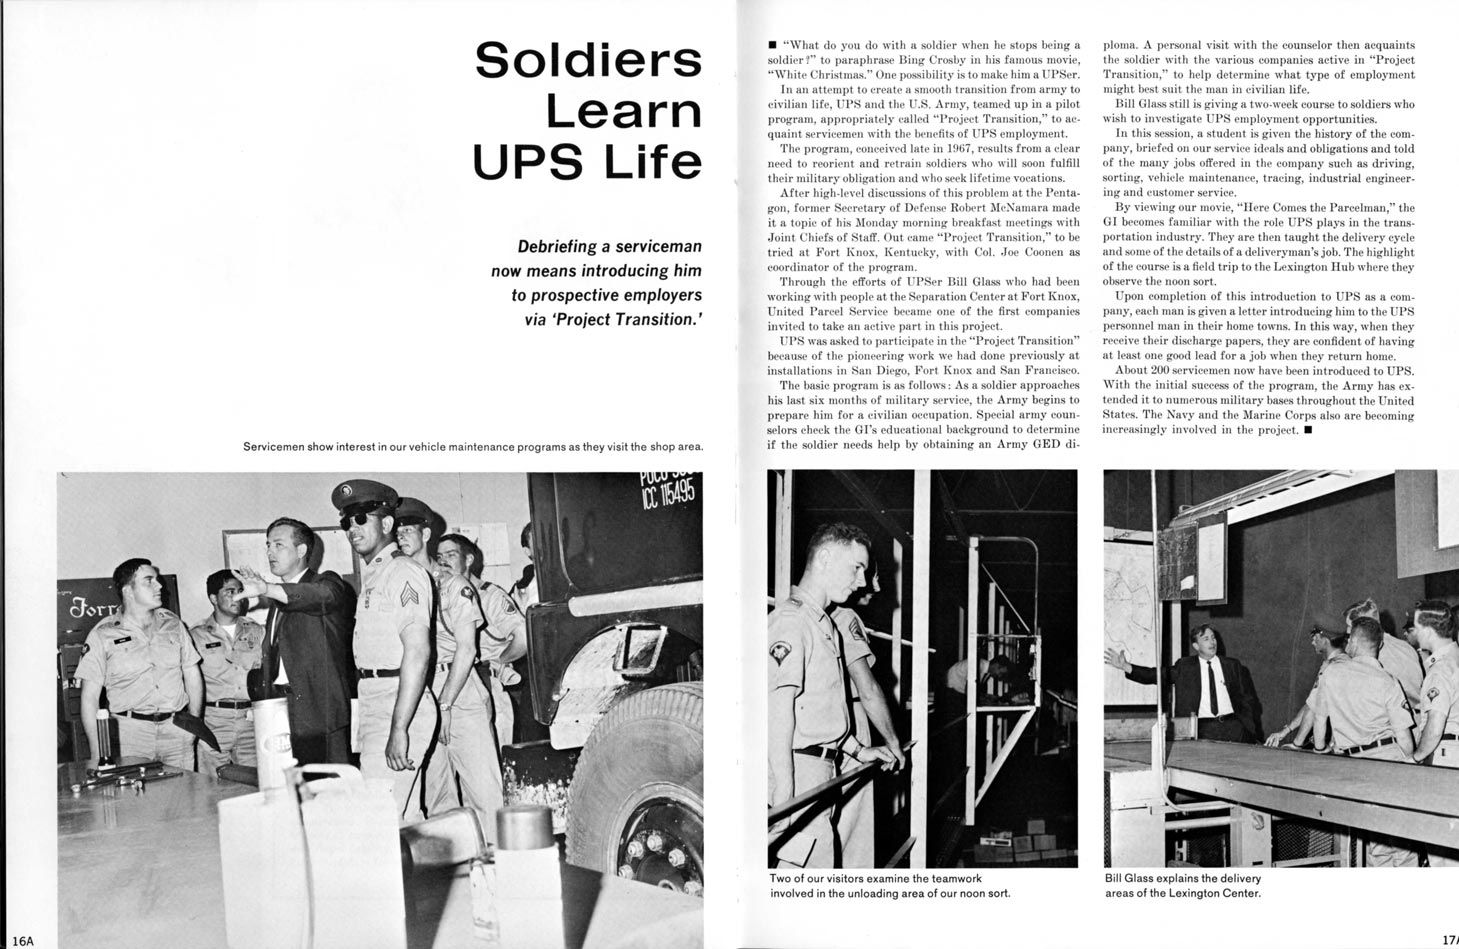 Soldiers
Learn
UPS Life
Debriefing a serviceman
now means introducing him
to prospective employers
via ‘Project Transition.’
Servicemen show interest in our vehicle maintenance programs as they visit the shop area.
ICC 115495
16A
■ “What do you do with a soldier when he stops being a
soldier?” to paraphrase Bing Crosby in his famous movie,
“White Christmas.” One possibility is to make him a UPSer.
In an attempt to create a smooth transition from army to
civilian life, UPS and the U.S. Army, teamed up in a pilot
program, appropriately called “Project Transition,” to ac-
quaint servicemen with the benefits of UPS employment.
The program, conceived late in 1967, results from a clear
need to reorient and retrain soldiers who will soon fulfill
their military obligation and who seek lifetime vocations.
After high-level discussions of this problem at the Penta-
gon, former Secretary of Defense Robert McNamara made
it a topic of his Monday morning breakfast meetings with
Joint Chiefs of Staff. Out came “Project Transition,” to be
tried at Fort Knox, Kentucky, with Col. Joe Coonen as
coordinator of the program.
Through the efforts of UPSer Bill Glass who had been
working with people at the Separation Center at Fort Knox,
United Parcel Service became one of the first companies
invited to take an active part in this project.
UPS was asked to participate in the “Project Transition”
because of the pioneering work we had done previously at
installations in San Diego, Fort Knox and San Francisco.
The basic program is as follows: As a soldier approaches
his last six months of military service, the Army begins to
prepare him for a civilian occupation. Special army coun-
selors check the GI’s educational background to determine
if the soldier needs help by obtaining an Army GED di-
ploma. A personal visit with the counselor then acquaints
the soldier with the various companies active in “Project
Transition,” to help determine what type of employment
might best suit the man in civilian life.
Bill Glass still is giving a two-week course to soldiers who
wish to investigate UPS employment opportunities.
In this session, a student is given the history of the com-
pany, briefed on our service ideals and obligations and told
of the many jobs offered in the company such as driving,
sorting, vehicle maintenance, tracing, industrial engineer-
ing and customer service.
By viewing our movie, “Here Comes the Parcelman,” the
GI becomes familiar with the role UPS plays in the trans-
portation industry. They are then taught the delivery cycle
and some of the details of a deliveryman’s job. The highlight
of the course is a field trip to the Lexington Hub where they
observe the noon sort.
Upon completion of this introduction to UPS as a com-
pany, each man is given a letter introducing him to the UPS
personnel man in their home towns. In this way, when they
receive their discharge papers, they are confident of having
at least one good lead for a job when they return home.
About 200 servicemen now have been introduced to UPS.
With the initial success of the program, the Army has ex-
tended it to numerous military bases throughout the United
States. The Navy and the Marine Corps also are becoming
increasingly involved in the project. ■
Two of our visitors examine the teamwork
involved in the unloading area of our noon sort.
Bill Glass explains the delivery
areas of the Lexington Center.
17